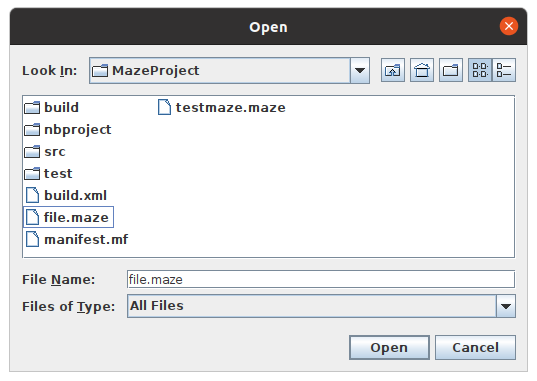 Open
Look In: MazeProject
build
nbproject
src
test
build.xml
file.maze
manifest.mf
testmaze.maze
File Name: file.maze
Files of Type: All Files
Open Cancel